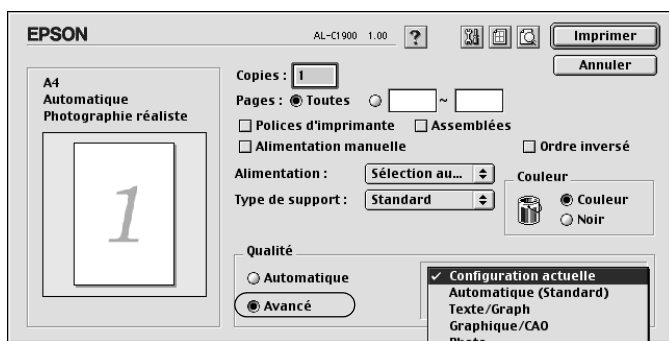 EPSON
AL-C1900 1.00
?
Imprimer
Annuler
A4
Automatique
Photographie réaliste
1
Copies : 1
Pages : Toutes ~
Polices d'imprimante Assemblées
Alimentation manuelle Ordre inversé
Alimentation : Sélection au...
Type de support : Standard
Couleur
Couleur
Noir
Qualité
Automatique
Avancé
✓ Configuration actuelle
Automatique (Standard)
Texte/Graph
Graphique/CAO
Photo